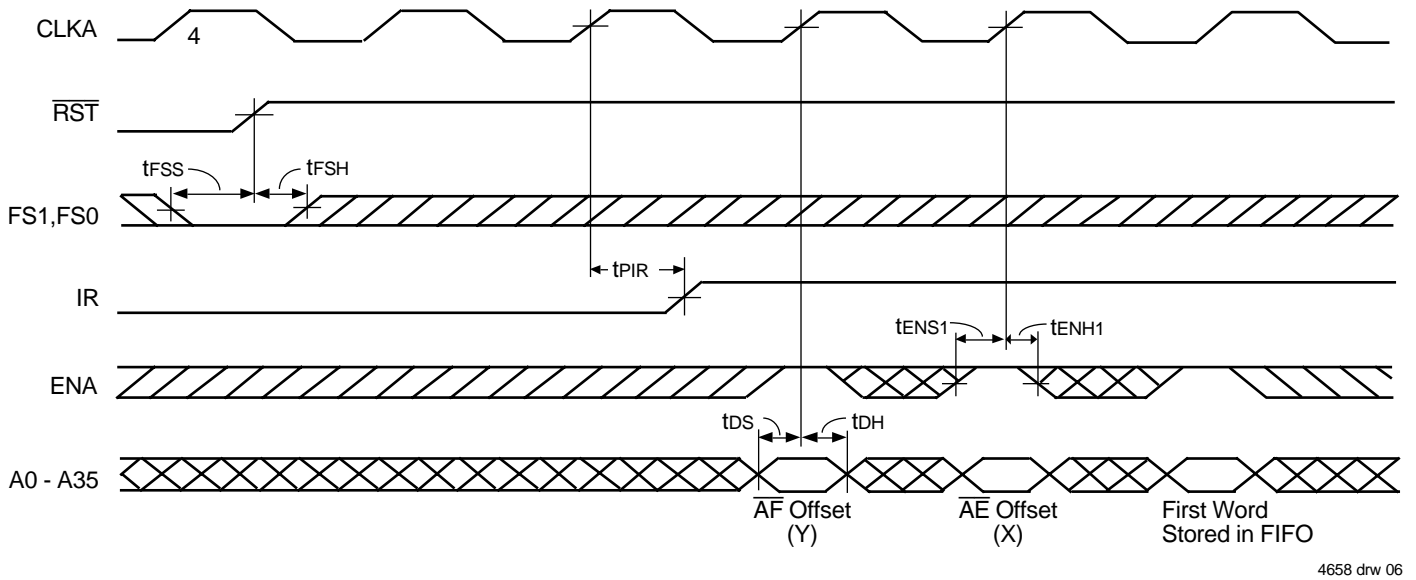 CLKA
4
RST
tFSS
tFSH
FS1,FS0
tPIR
IR
tENS1
tENH1
ENA
tDS
tDH
A0 - A35
AF Offset
(Y)
AE Offset
(X)
First Word
Stored in FIFO
4658 drw 06